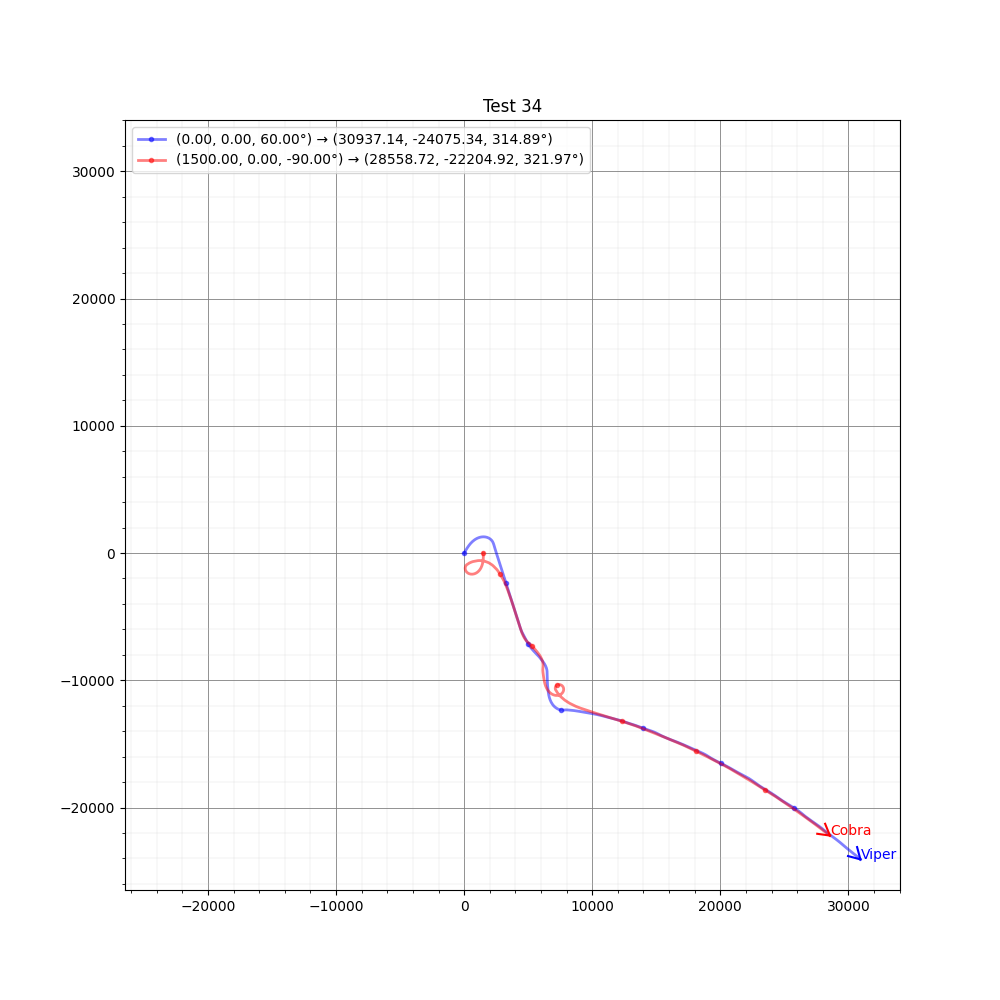 Test 34
(0.00, 0.00, 60.00°) → (30937.14, -24075.34, 314.89°)
(1500.00, 0.00, -90.00°) → (28558.72, -22204.92, 321.97°)
30000
20000
10000
0
−10000
−20000
Cobra
Viper
−20000 −10000 0 10000 20000 30000